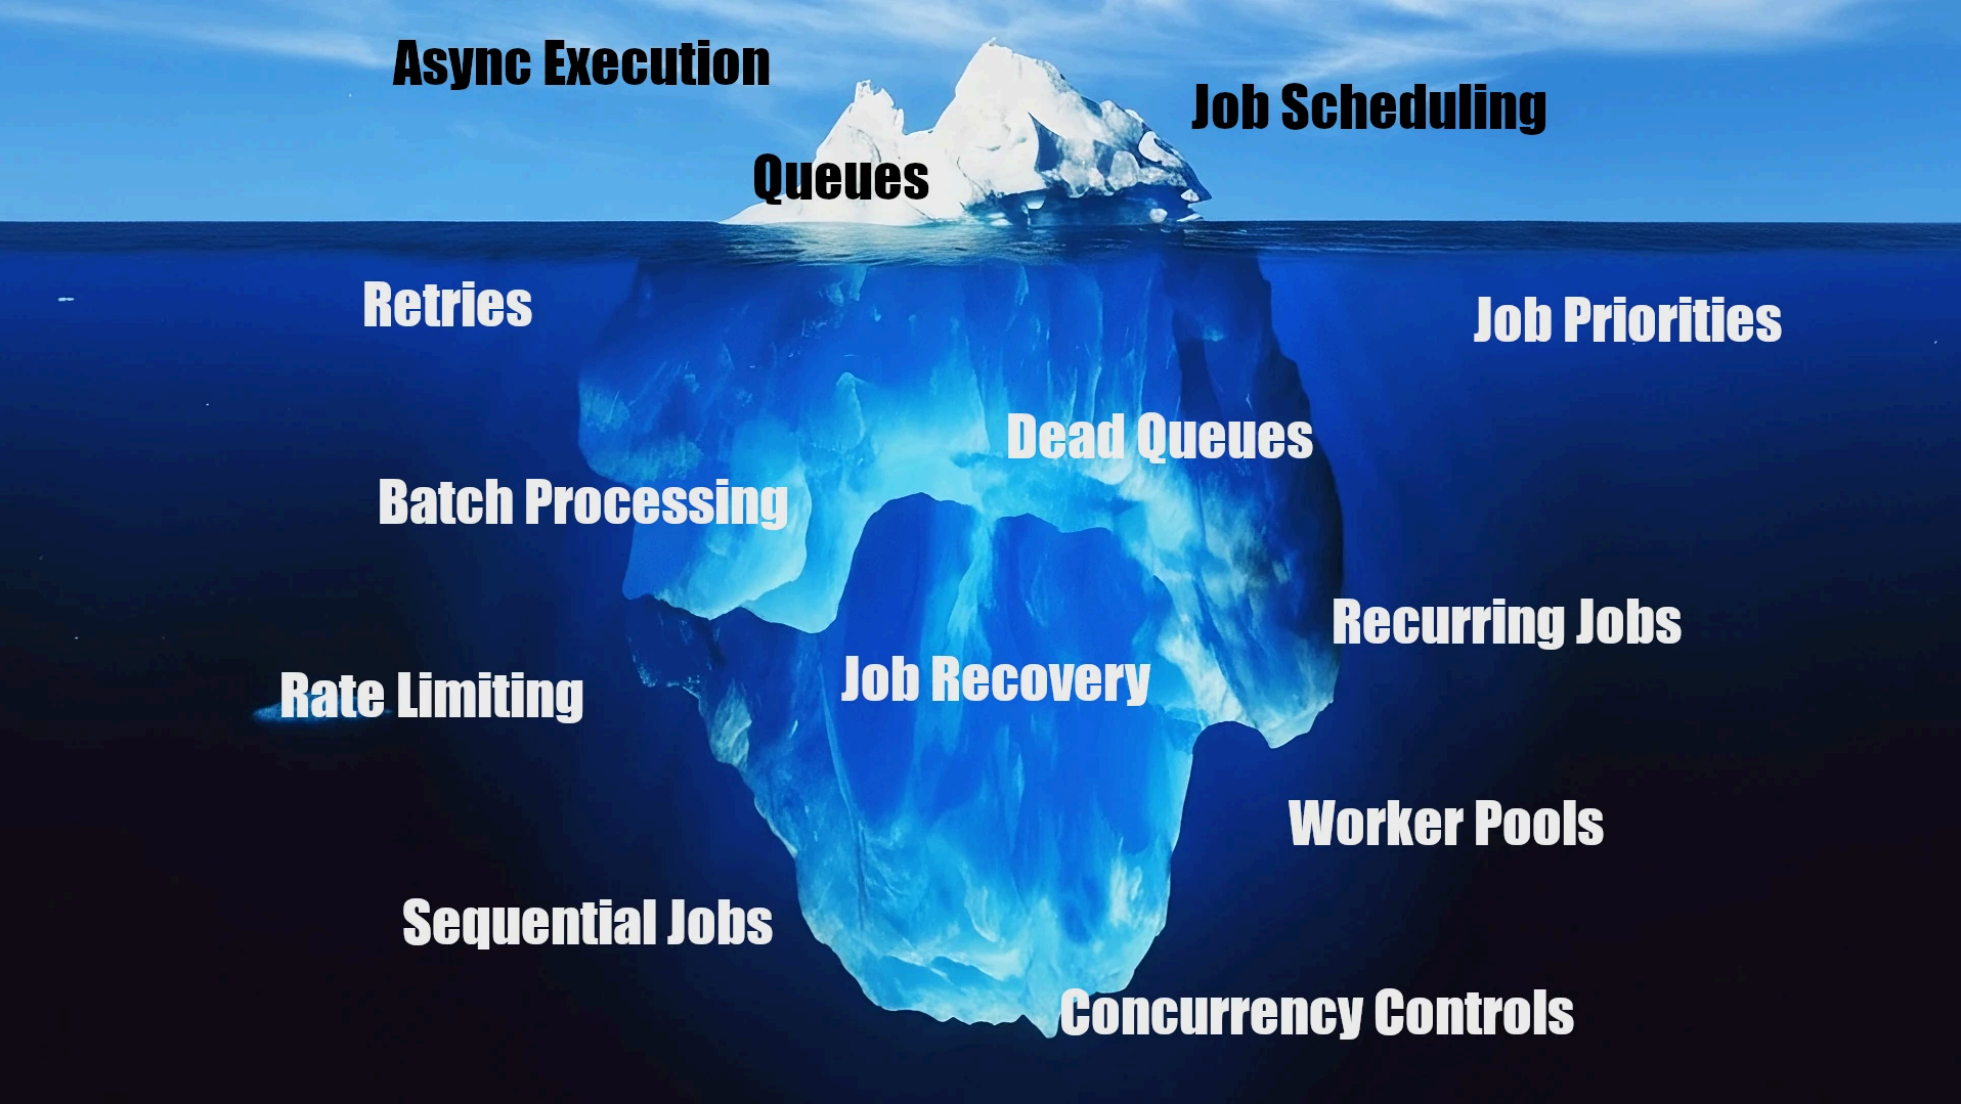 Async Execution
Job Scheduling
Queues
Retries
Job Priorities
Dead Queues
Batch Processing
Recurring Jobs
Job Recovery
Rate Limiting
Worker Pools
Sequential Jobs
Concurrency Controls